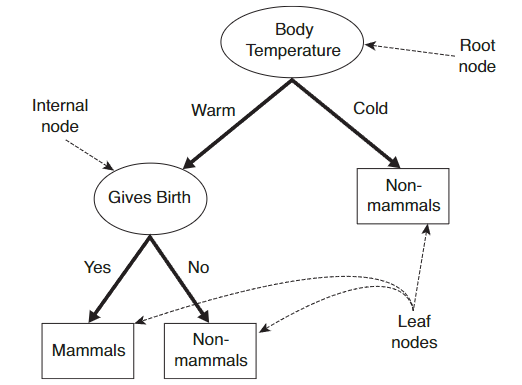 Body
Temperature
Root
node
Internal
node
Warm
Cold
Gives Birth
Non-
mammals
Yes
No
Leaf
nodes
Mammals
Non-
mammals